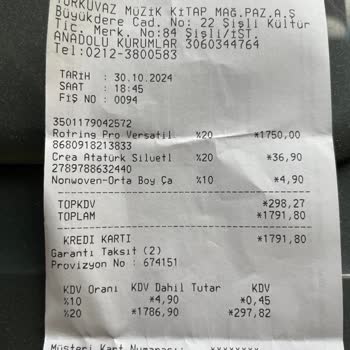 TURKUVAZ MÜZİK KİTAP MAĞ.PAZ.A.Ş
Büyükdere Cad. No: 22 Şişli Kültür
Tic. Merk. No:84 Şişli/İST.
ANADOLU KURUMLAR 3060344764
Tel:0212-3800583
TARİH : 30.10.2024
SAAT : 18:45
FİŞ NO : 0094
3501179042572
Rotring Pro Versatil %20 *1750,00
8680918213833
Crea Atatürk Siluetl %20 *36,90
2789788632440
Nonwoven-Orta Boy Ça %10 *4,90
TOPKDV *298,27
TOPLAM *1791,80
KREDI KARTI *1791,80
Garanti Taksit (2)
Provizyon No : 674151
KDV Oranı KDV Dahil Tutar KDV
%10 *4,90 *0,45
%20 *1786,90 *297,82
Müşteri Kart Numarası: